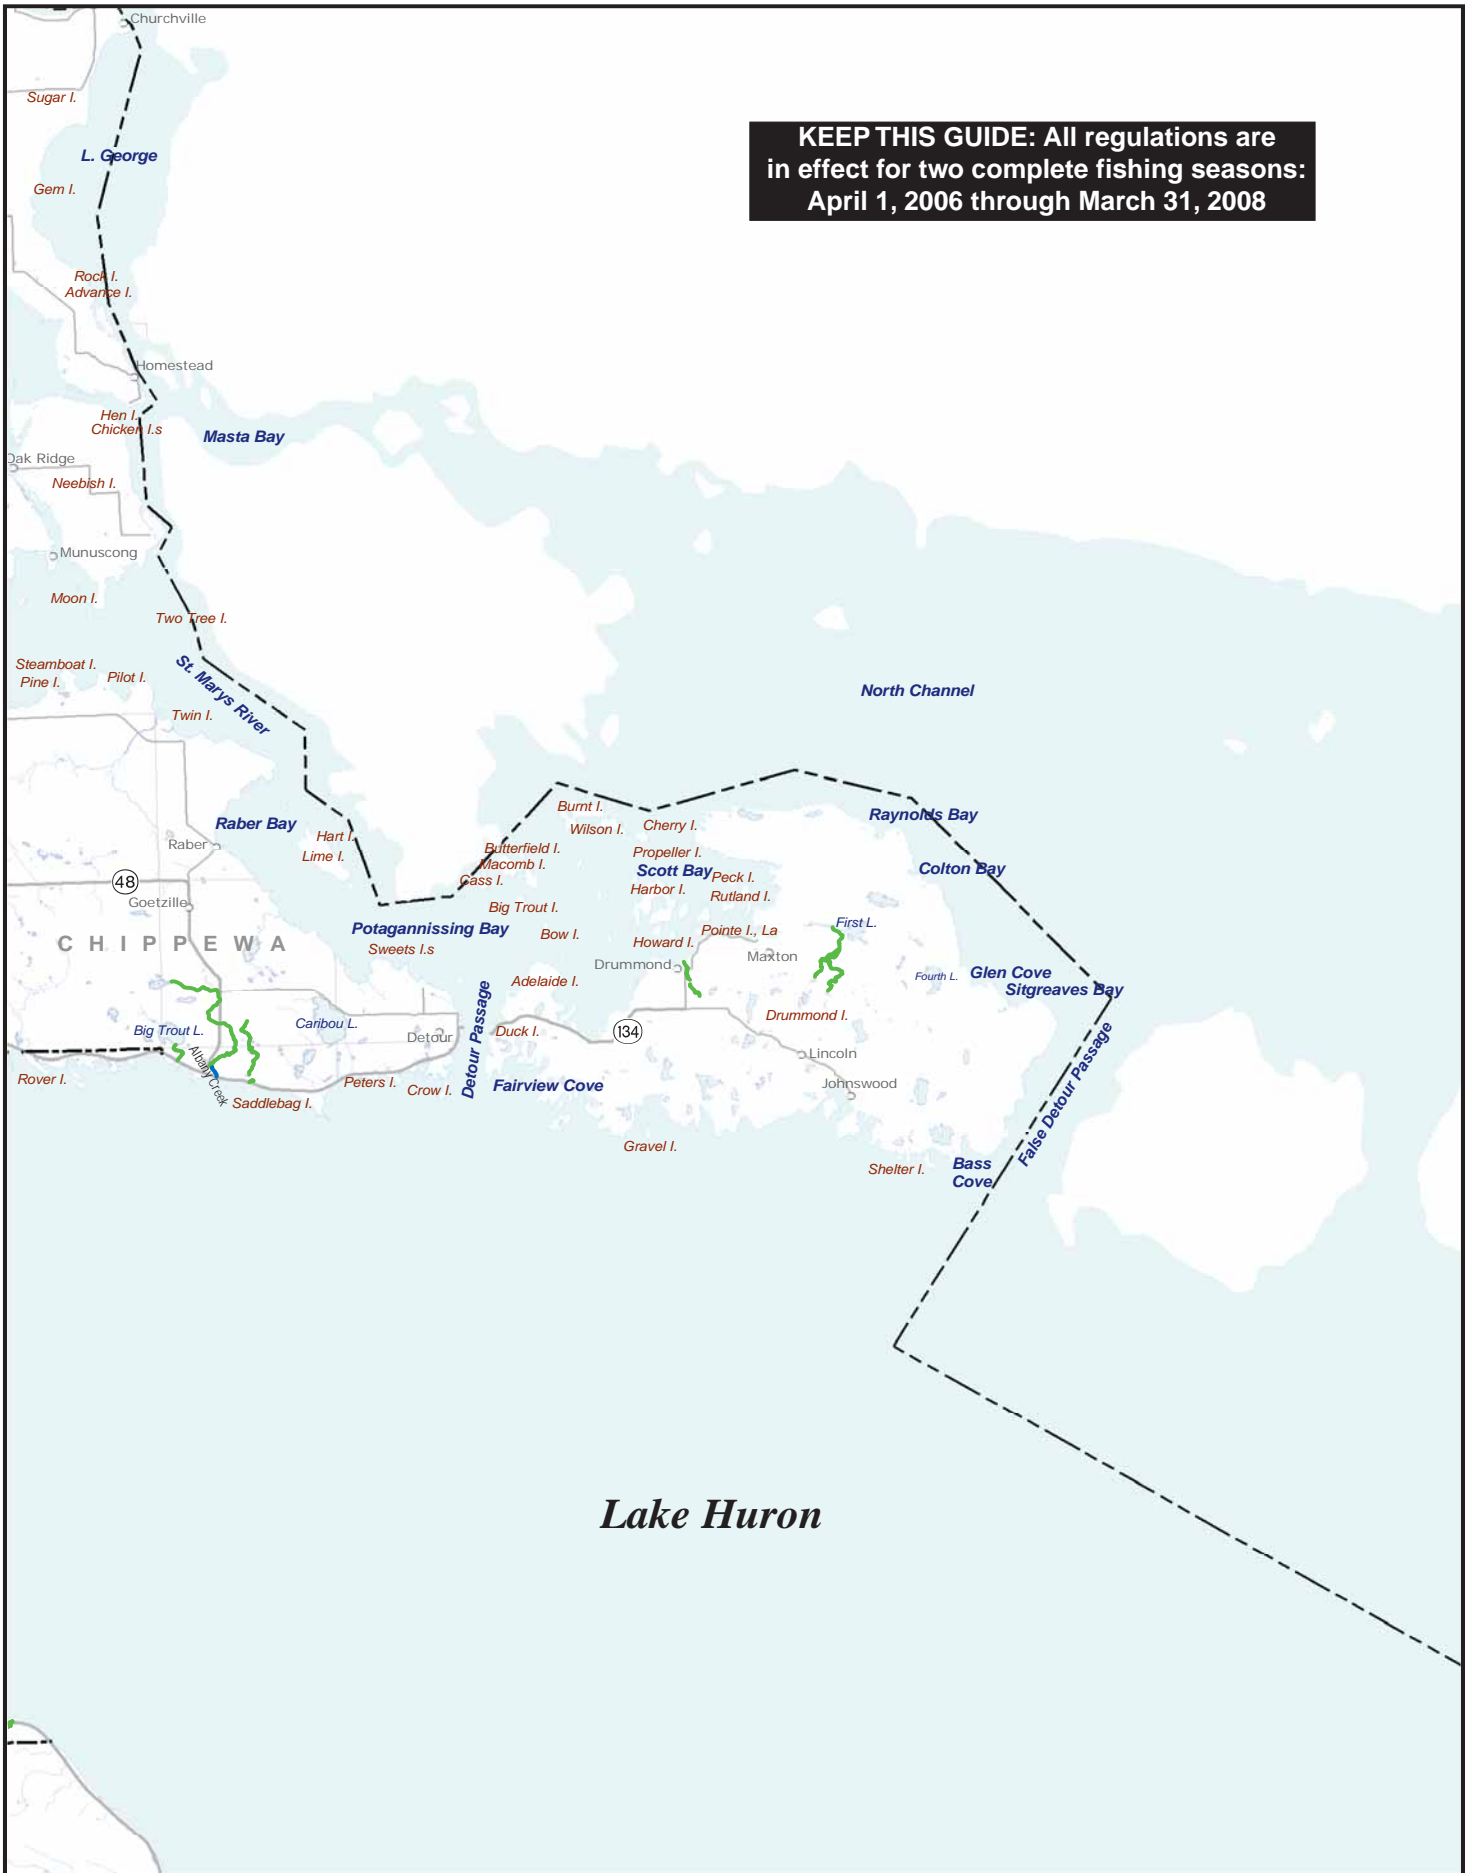 Churchville
Sugar I.
KEEP THIS GUIDE: All regulations are
in effect for two complete fishing seasons:
April 1, 2006 through March 31, 2008
L. George
Gem I.
Rock I.
Advance I.
Homestead
Hen I.
Chicken I.s
Masta Bay
Oak Ridge
Neebish I.
Munuscong
Moon I.
Two Tree I.
Steamboat I.
Pine I.
Pilot I.
St. Marys River
North Channel
Twin I.
Burnt I.
Raynolds Bay
Raber Bay
Wilson I.
Cherry I.
Hart I.
Raber
Butterfield I.
Propeller I.
Lime I.
Macomb I.
Scott Bay
Colton Bay
48
Cass I.
Peck I.
Harbor I.
Rutland I.
Goetzville
Big Trout I.
First L.
Potagannissing Bay
Bow I.
Pointe I., La
CHIPPEWA
Sweets I.s
Howard I.
Maxton
Drummond
Glen Cove
Fourth L.
Adelaide I.
Sitgreaves Bay
Drummond I.
Caribou L.
Big Trout L.
Detour
Detour Passage
Duck I.
134
Lincoln
Albany Creek
Rover I.
Peters I.
Crow I.
Fairview Cove
Johnswood
Saddlebag I.
False Detour Passage
Gravel I.
Shelter I.
Bass
Cove
Lake Huron